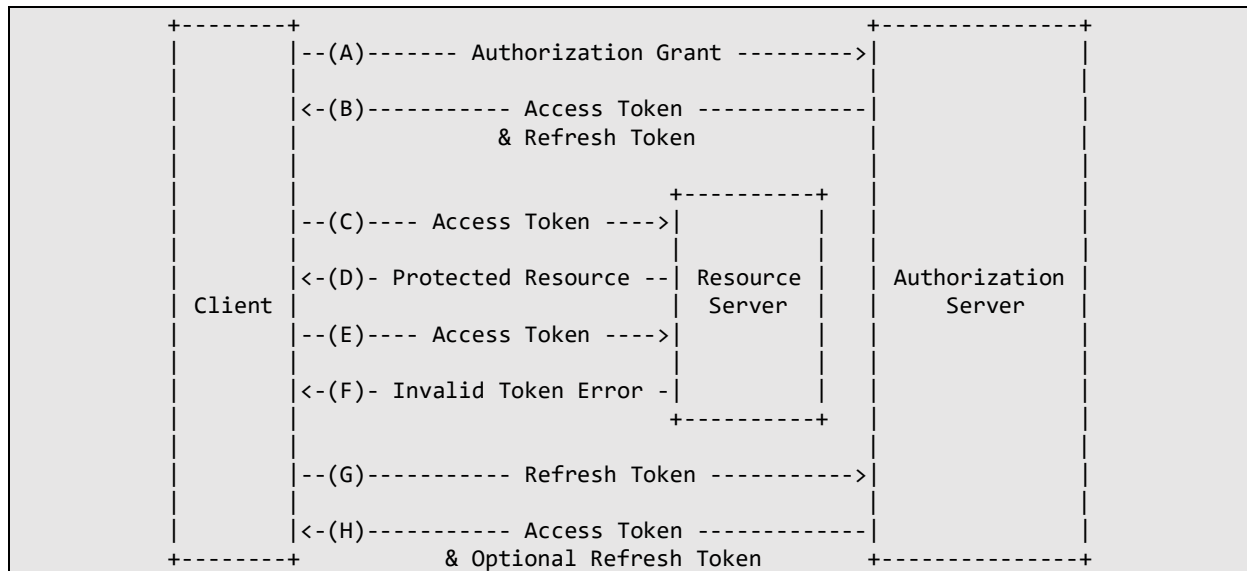 --(A)------- Authorization Grant --------->
<-(B)----------- Access Token -------------
& Refresh Token
--(C)---- Access Token ---->
<-(D)- Protected Resource --| Resource | Authorization
Client | Server | Server
--(E)---- Access Token ---->
<-(F)- Invalid Token Error -
--(G)----------- Refresh Token ----------->
<-(H)----------- Access Token -------------
& Optional Refresh Token